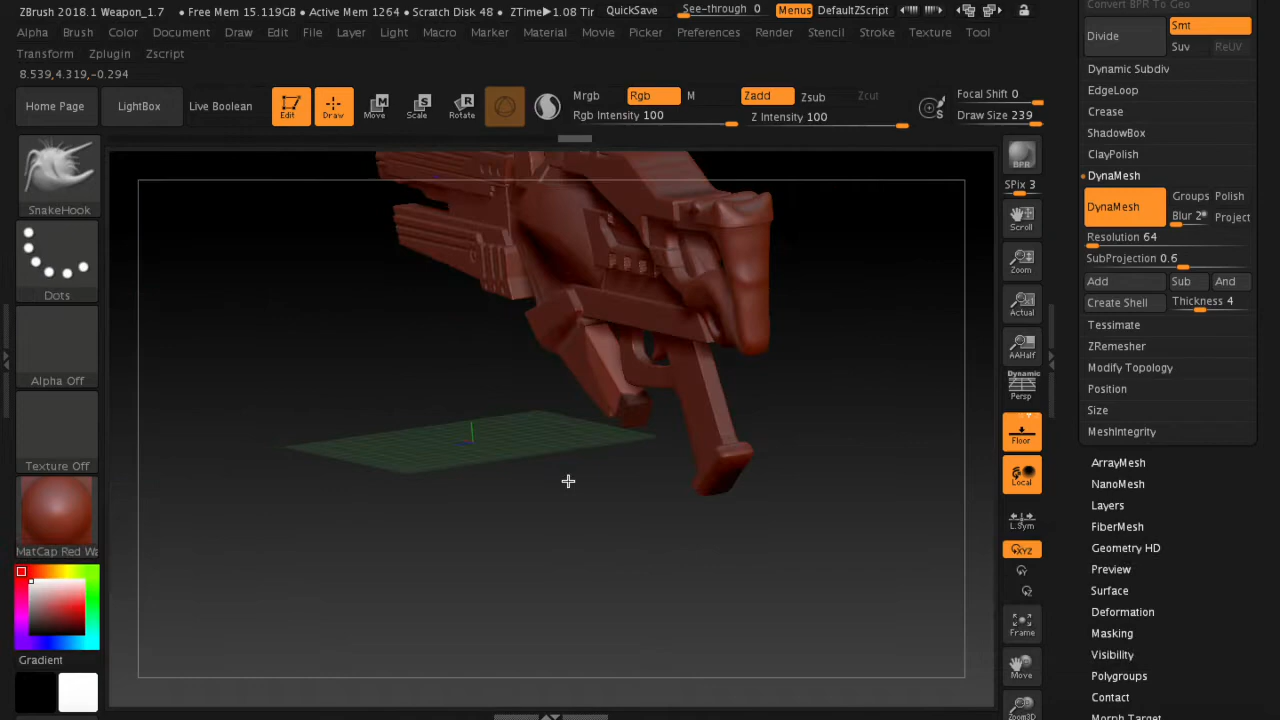 ZBrush 2018.1 Weapon_1.7 • Free Mem 15.119GB • Active Mem 1264 • Scratch Disk 48 • ZTime▶1.08 Tir QuickSave See-through 0 Menus DefaultZScript
Alpha Brush Color Document Draw Edit File Layer Light Macro Marker Material Movie Picker Preferences Render Stencil Stroke Texture Tool
Transform Zplugin Zscript
8.539,4.319,-0.294
Home Page LightBox Live Boolean Edit Draw Move Scale Rotate
Mrgb Rgb M Zadd Zsub Zcut Focal Shift 0
Rgb Intensity 100 Z Intensity 100 Draw Size 239
SnakeHook
Dots
Alpha Off
Texture Off
MatCap Red Wa
Gradient
BPR
SPix 3
Scroll
Zoom
Actual
AAHalf
Dynamic
Persp
Floor
Local
L.Sym
XYZ
Y
Z
Frame
Move
Zoom3D
Convert BPR To Geo
Divide Smt
Suv ReUV
Dynamic Subdiv
EdgeLoop
Crease
ShadowBox
ClayPolish
DynaMesh
DynaMesh Groups Polish
Blur 2 Project
Resolution 64
SubProjection 0.6
Add Sub And
Create Shell Thickness 4
Tessimate
ZRemesher
Modify Topology
Position
Size
MeshIntegrity
ArrayMesh
NanoMesh
Layers
FiberMesh
Geometry HD
Preview
Surface
Deformation
Masking
Visibility
Polygroups
Contact
Morph Target